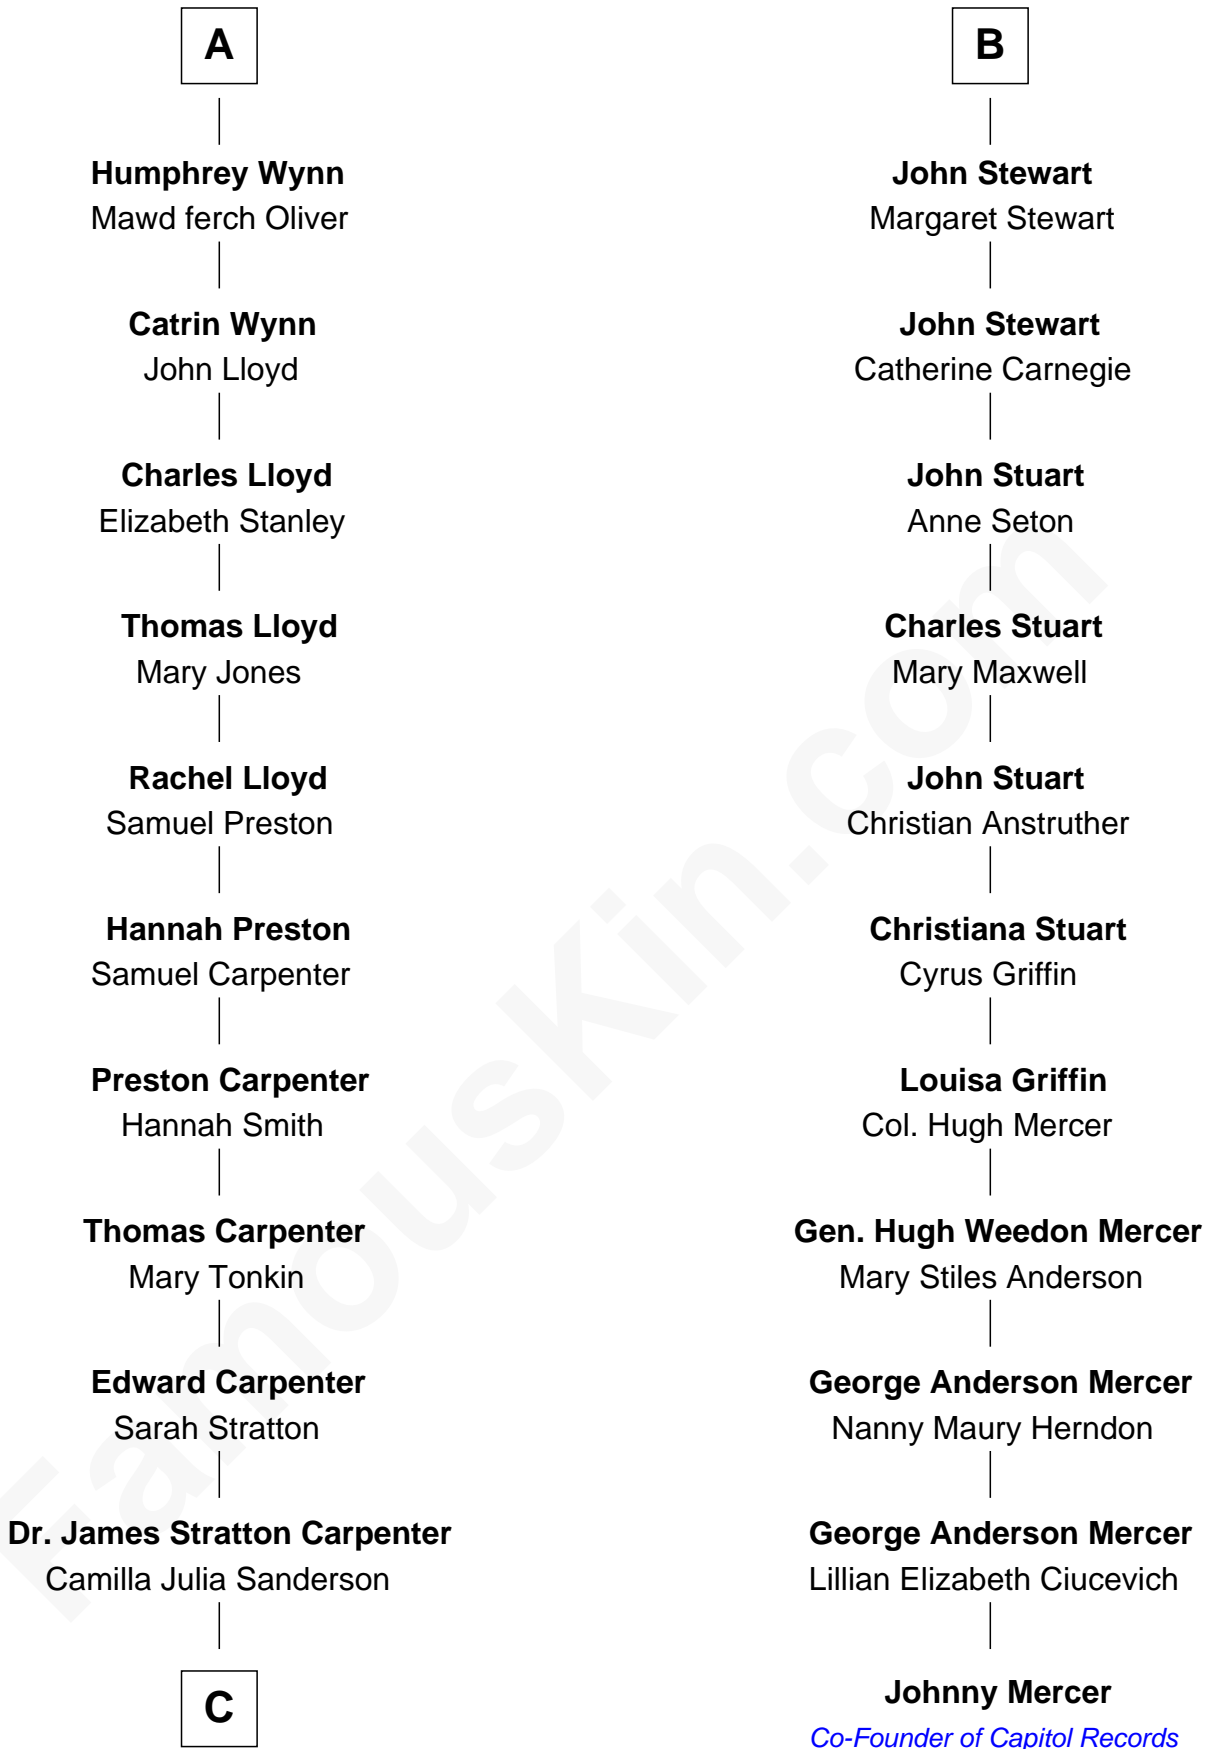 A
Humphrey Wynn
Mawd ferch Oliver
Catrin Wynn
John Lloyd
Charles Lloyd
Elizabeth Stanley
Thomas Lloyd
Mary Jones
Rachel Lloyd
Samuel Preston
Hannah Preston
Samuel Carpenter
Preston Carpenter
Hannah Smith
Thomas Carpenter
Mary Tonkin
Edward Carpenter
Sarah Stratton
Dr. James Stratton Carpenter
Camilla Julia Sanderson
C
B
John Stewart
Margaret Stewart
John Stewart
Catherine Carnegie
John Stuart
Anne Seton
Charles Stuart
Mary Maxwell
John Stuart
Christian Anstruther
Christiana Stuart
Cyrus Griffin
Louisa Griffin
Col. Hugh Mercer
Gen. Hugh Weedon Mercer
Mary Stiles Anderson
George Anderson Mercer
Nanny Maury Herndon
George Anderson Mercer
Lillian Elizabeth Ciucevich
Johnny Mercer
Co-Founder of Capitol Records
FamousKin.com